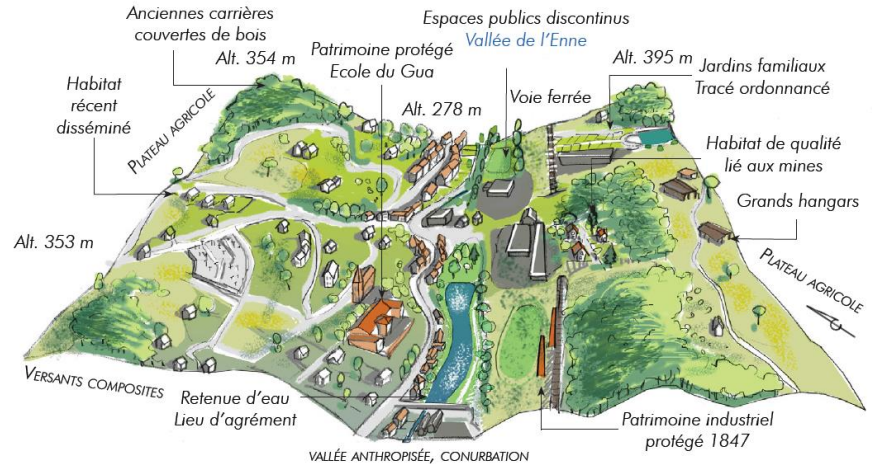 Anciennes carrières
couvertes de bois
Alt. 354 m
Espaces publics discontinus
Vallée de l'Enne
Patrimoine protégé
Ecole du Gua
Alt. 395 m
Jardins familiaux
Tracé ordonnancé
Habitat
récent
disséminé
PLATEAU AGRICOLE
Alt. 278 m
Voie ferrée
Habitat de qualité
lié aux mines
Grands hangars
Alt. 353 m
PLATEAU AGRICOLE
VERSANTS COMPOSITES
Retenue d'eau
Lieu d'agrément
Patrimoine industriel
protégé 1847
VALLÉE ANTHROPISÉE, CONURBATION